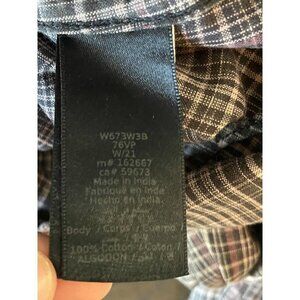 W673W3B
76VP
W/21
m# 162667
ca# 59673
Made in India
Fabriqué en Inde
Hecho en India
Body / Corps / Cuerpo
100% Cotton / Coton /
ALGODON /